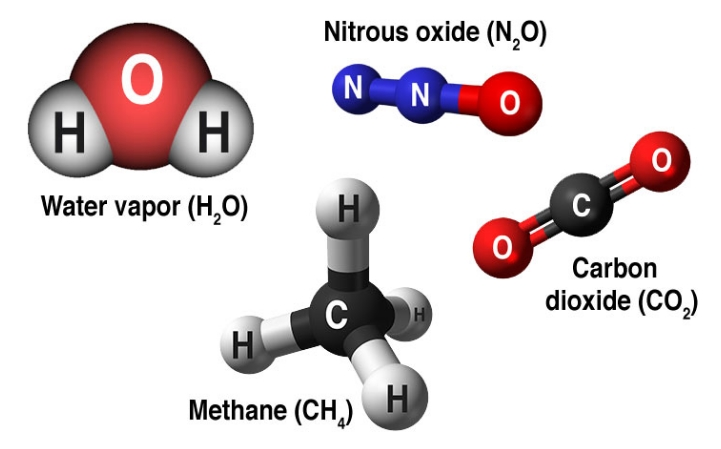 Nitrous oxide (N₂O)
N N O
O
H H
Water vapor (H₂O)
O
C
O
Carbon
dioxide (CO₂)
H
C
H
H
H
Methane (CH₄)